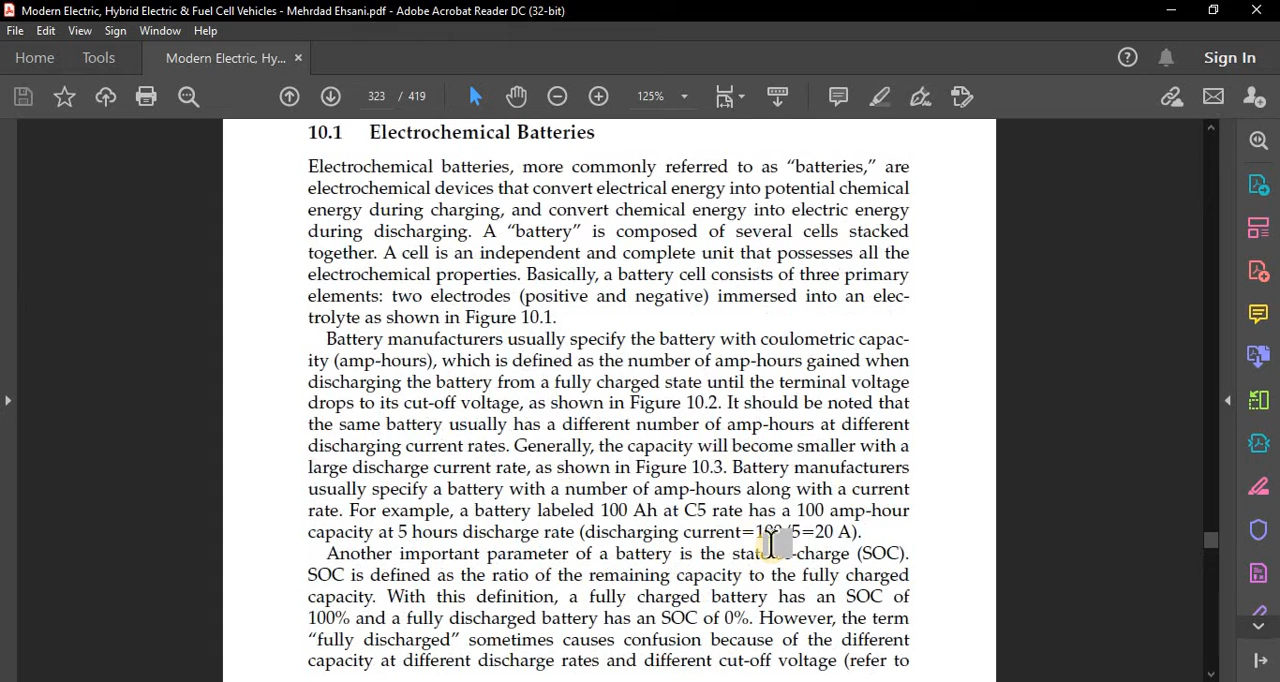 Modern Electric, Hybrid Electric & Fuel Cell Vehicles - Mehrdad Ehsani.pdf - Adobe Acrobat Reader DC (32-bit)
File Edit View Sign Window Help
Home Tools Modern Electric, Hy... × Sign In
323 / 419 125%
10.1 Electrochemical Batteries
Electrochemical batteries, more commonly referred to as “batteries,” are
electrochemical devices that convert electrical energy into potential chemical
energy during charging, and convert chemical energy into electric energy
during discharging. A “battery” is composed of several cells stacked
together. A cell is an independent and complete unit that possesses all the
electrochemical properties. Basically, a battery cell consists of three primary
elements: two electrodes (positive and negative) immersed into an elec-
trolyte as shown in Figure 10.1.
Battery manufacturers usually specify the battery with coulometric capac-
ity (amp-hours), which is defined as the number of amp-hours gained when
discharging the battery from a fully charged state until the terminal voltage
drops to its cut-off voltage, as shown in Figure 10.2. It should be noted that
the same battery usually has a different number of amp-hours at different
discharging current rates. Generally, the capacity will become smaller with a
large discharge current rate, as shown in Figure 10.3. Battery manufacturers
usually specify a battery with a number of amp-hours along with a current
rate. For example, a battery labeled 100 Ah at C5 rate has a 100 amp-hour
capacity at 5 hours discharge rate (discharging current=100/5=20 A).
Another important parameter of a battery is the state-of-charge (SOC).
SOC is defined as the ratio of the remaining capacity to the fully charged
capacity. With this definition, a fully charged battery has an SOC of
100% and a fully discharged battery has an SOC of 0%. However, the term
“fully discharged” sometimes causes confusion because of the different
capacity at different discharge rates and different cut-off voltage (refer to